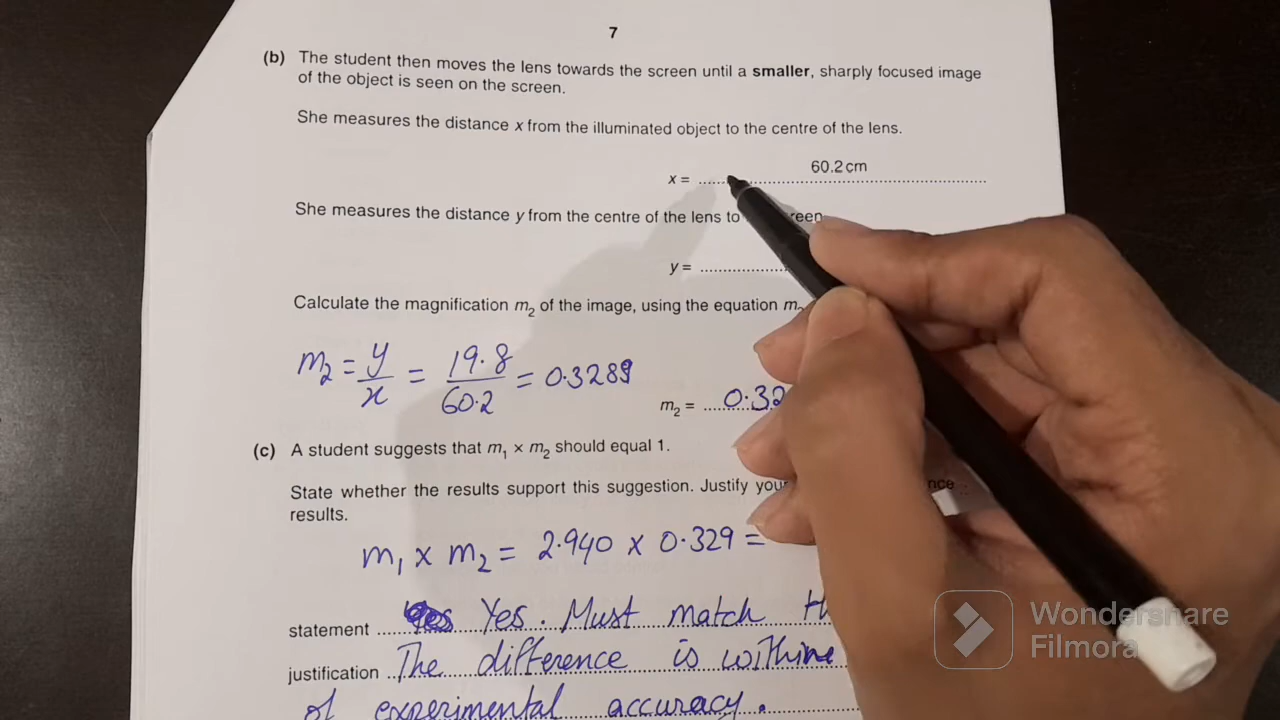 7
(b) The student then moves the lens towards the screen until a smaller, sharply focused image
of the object is seen on the screen.
She measures the distance x from the illuminated object to the centre of the lens.
x = ........ 60.2 cm
She measures the distance y from the centre of the lens to
y = ........
Calculate the magnification m₂ of the image, using the equation
m₂ = y/x = 19.8/60.2 = 0.3289
m₂ = ........ 0.32
(c) A student suggests that m₁ × m₂ should equal 1.
State whether the results support this suggestion. Justify
results.
m₁ × m₂ = 2.940 × 0.329 =
statement ........ Yes. Must match
justification ........ The difference is withine
of experimental accuracy.
Wondershare
Filmora